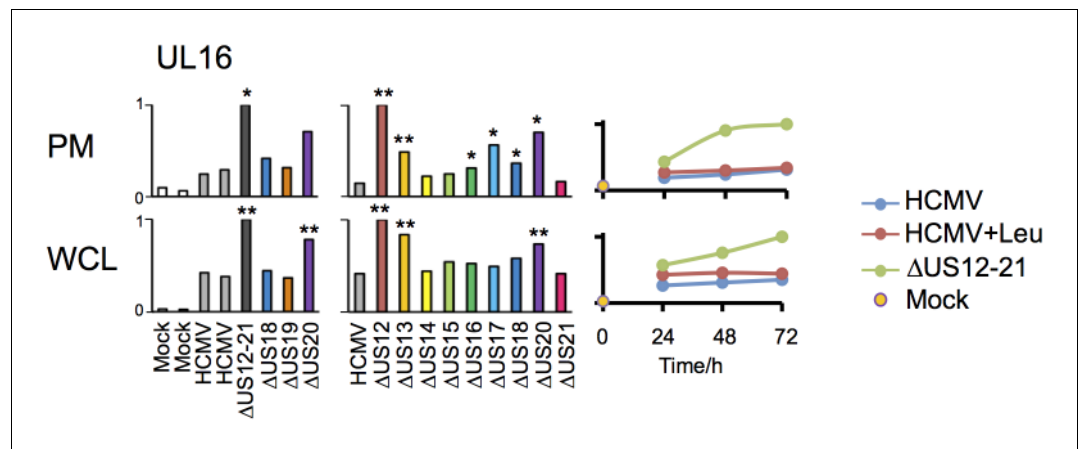 UL16
PM
1
0
*
**
**
*
*
*
*
WCL
1
0
**
**
**
**
**
Mock
Mock
HCMV
HCMV
ΔUS12-21
ΔUS18
ΔUS19
ΔUS20
HCMV
ΔUS12
ΔUS13
ΔUS14
ΔUS15
ΔUS16
ΔUS17
ΔUS18
ΔUS20
ΔUS21
0 24 48 72
Time/h
HCMV
HCMV+Leu
ΔUS12-21
Mock